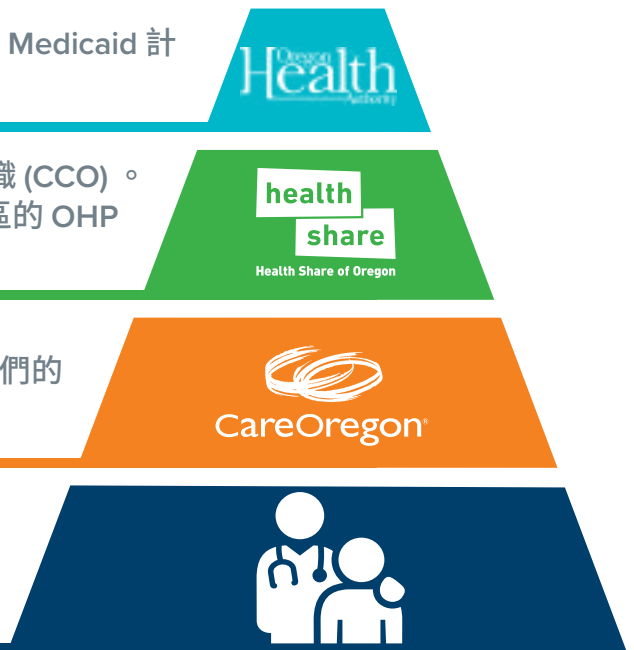 Medicaid 計
Oregon
Health
Authority
織 (CCO) 。
區的 OHP
health
share
Health Share of Oregon
們的
CareOregon®